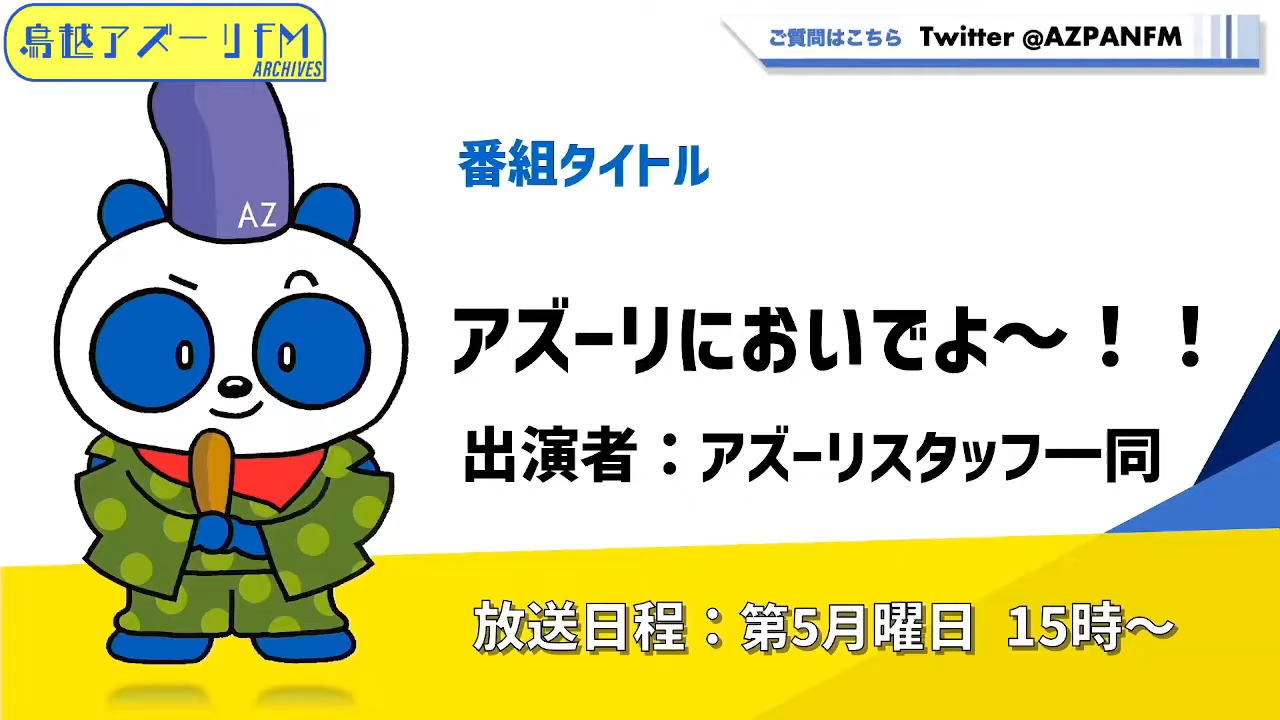 鳥越アズーリFM
ARCHIVES
ご質問はこちら Twitter @AZPANFM
AZ
番組タイトル
アズーリにおいでよ〜！！
出演者：アズーリスタッフ一同
放送日程：第5月曜日 15時〜